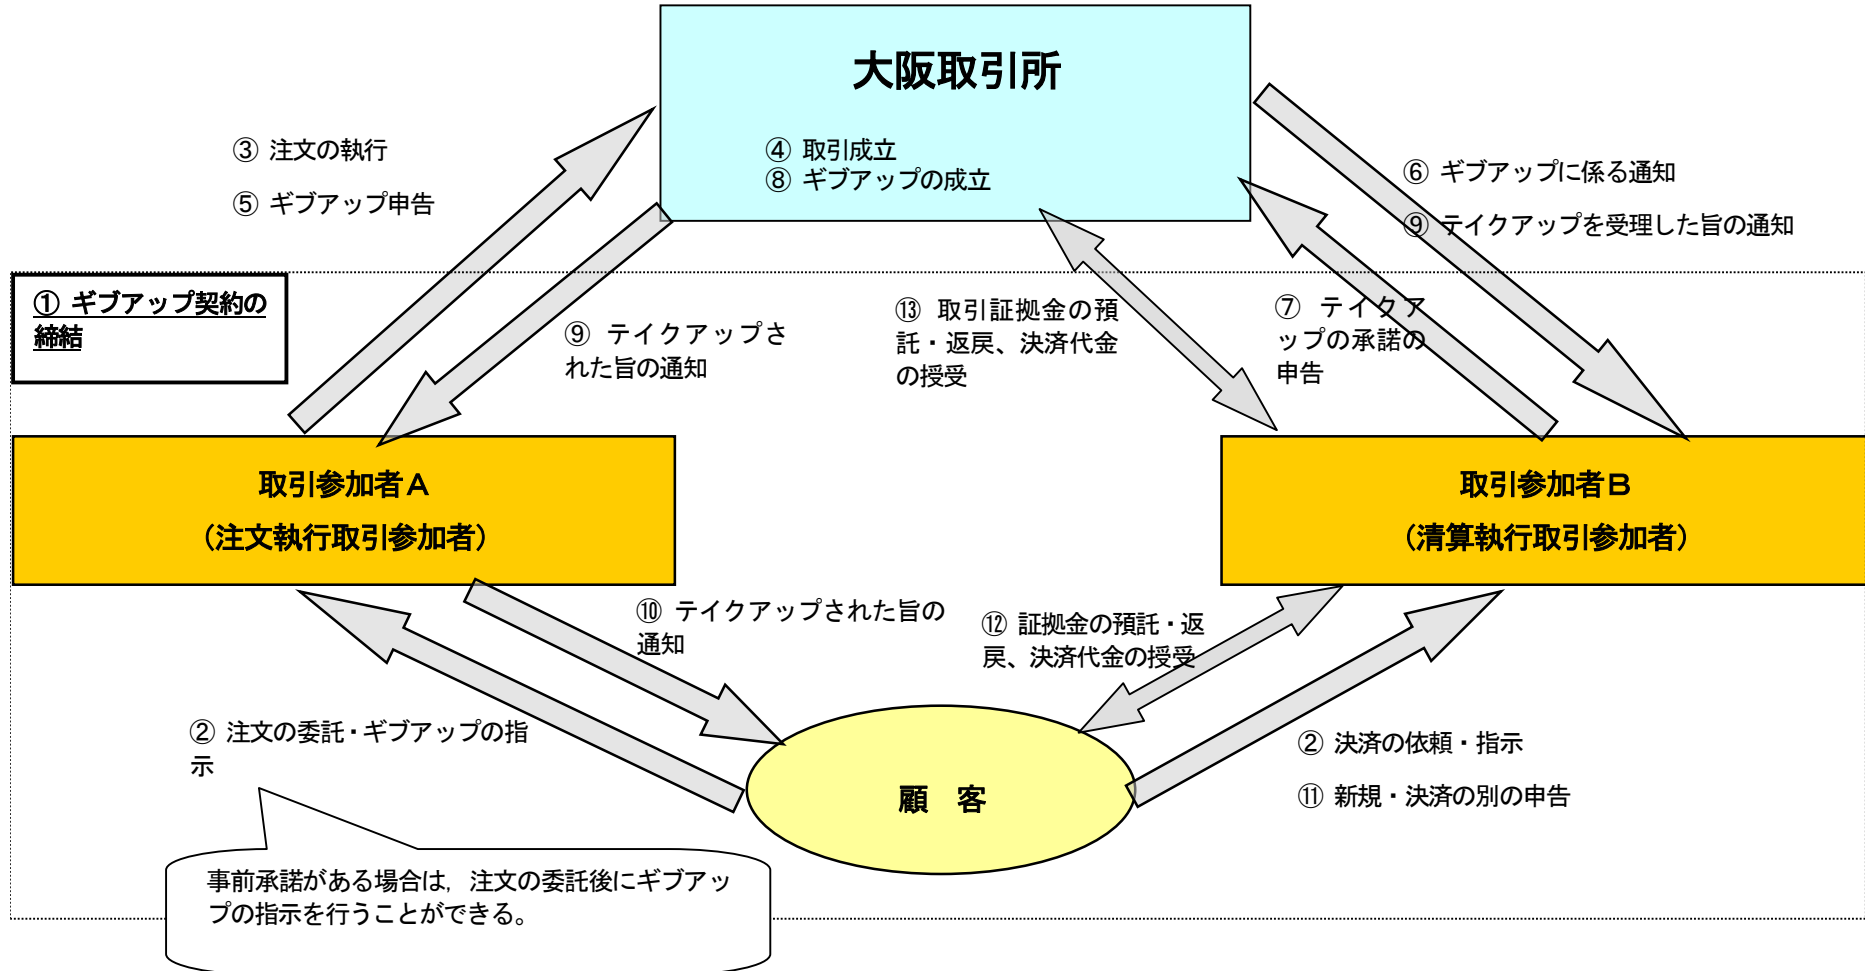 大阪取引所
④ 取引成立
⑧ ギブアップの成立
③ 注文の執行
⑤ ギブアップ申告
⑥ ギブアップに係る通知
⑨ テイクアップを受理した旨の通知
① ギブアップ契約の
締結
⑨ テイクアップさ
れた旨の通知
⑬ 取引証拠金の預
託・返戻、決済代金
の授受
⑦ テイクア
ップの承諾の
申告
取引参加者A
（注文執行取引参加者）
取引参加者B
（清算執行取引参加者）
⑩ テイクアップされた旨の
通知
⑫ 証拠金の預託・返
戻、決済代金の授受
② 注文の委託・ギブアップの指
示
② 決済の依頼・指示
⑪ 新規・決済の別の申告
顧 客
事前承諾がある場合は，注文の委託後にギブアッ
プの指示を行うことができる。